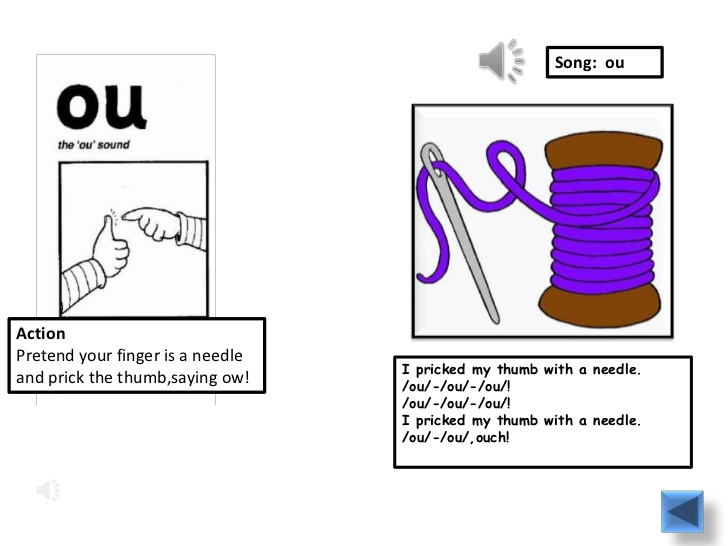 ou
the 'ou' sound
Action
Pretend your finger is a needle
and prick the thumb,saying ow!
Song: ou
I pricked my thumb with a needle.
/ou/-/ou/-/ou/!
/ou/-/ou/-/ou/!
I pricked my thumb with a needle.
/ou/-/ou/,ouch!